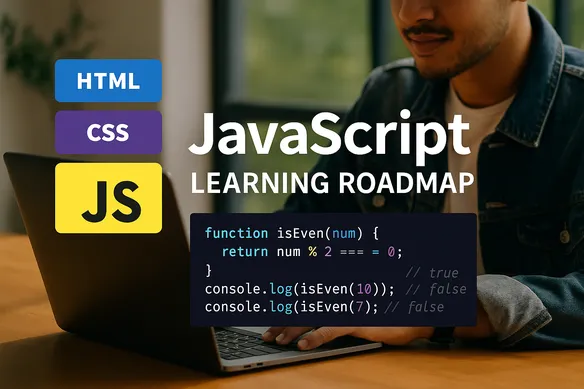 HTML
CSS
JS
JavaScript
LEARNING ROADMAP
function isEven(num) {
return num % 2 === = 0;
} // true
console.log(isEven(10)); // false
console.log(isEven(7); // false